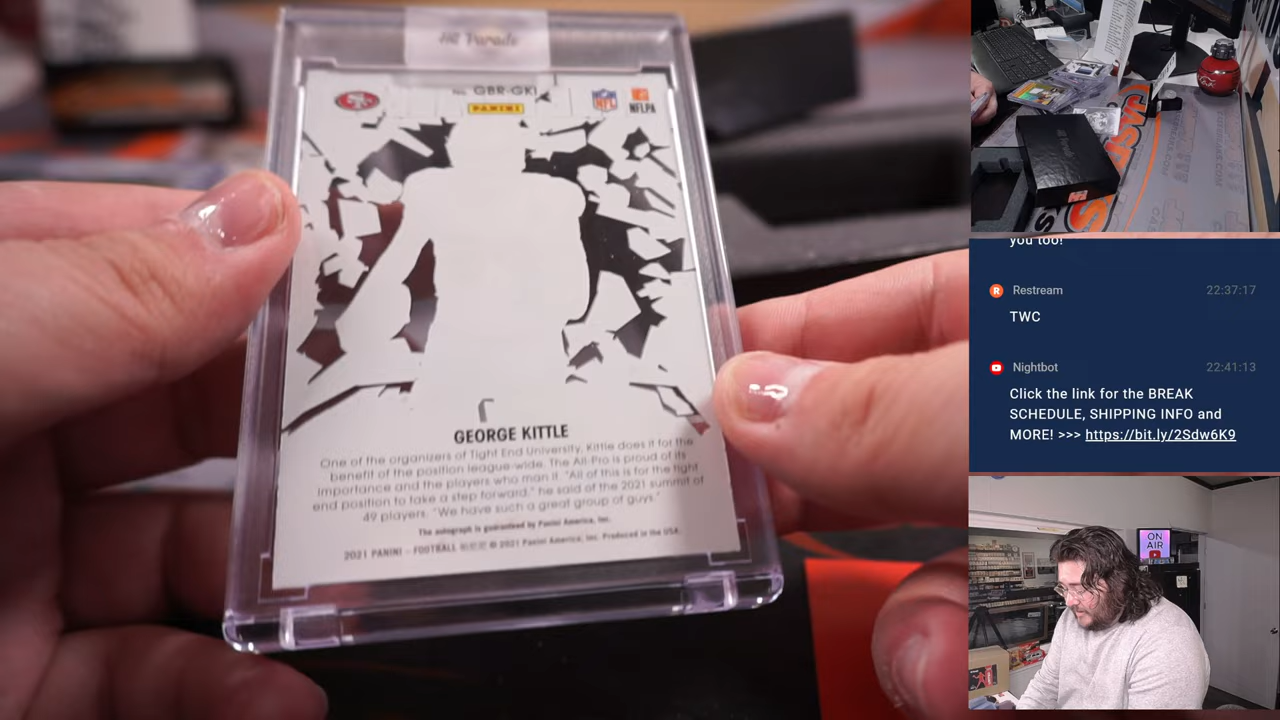 Hit Parade
No. GBR-GKI
PANINI
NFL
NFLPA
GEORGE KITTLE
One of the organizers of Tight End University, Kittle does it for the
benefit of the position league-wide. The All-Pro is proud of its
importance and the players who man it. "All of this is for the tight
end position to take a step forward," he said of the 2021 summit of
49 players. "We have such a great group of guys."
The autograph is guaranteed by Panini America, Inc.
2021 PANINI – FOOTBALL © 2021 Panini America, Inc. Produced in the USA.
you too!
Restream 22:37:17
TWC
Nightbot 22:41:13
Click the link for the BREAK
SCHEDULE, SHIPPING INFO and
MORE! >>> https://bit.ly/2Sdw6K9
ON
AIR